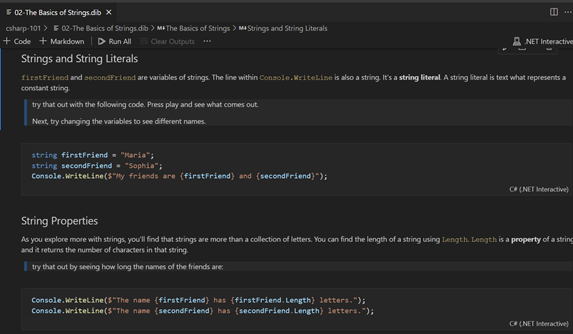 02-The Basics of Strings.dib
csharp-101 > 02-The Basics of Strings.dib > M↓The Basics of Strings > M↓Strings and String Literals
+ Code + Markdown Run All Clear Outputs ... .NET Interactive
Strings and String Literals
firstFriend and secondFriend are variables of strings. The line within Console.WriteLine is also a string. It's a string literal. A string literal is text what represents a
constant string.
try that out with the following code. Press play and see what comes out.
Next, try changing the variables to see different names.
string firstFriend = "Maria";
string secondFriend = "Sophia";
Console.WriteLine($"My friends are {firstFriend} and {secondFriend}");
C# (.NET Interactive)
String Properties
As you explore more with strings, you'll find that strings are more than a collection of letters. You can find the length of a string using Length. Length is a property of a string
and it returns the number of characters in that string.
try that out by seeing how long the names of the friends are:
Console.WriteLine($"The name {firstFriend} has {firstFriend.Length} letters.");
Console.WriteLine($"The name {secondFriend} has {secondFriend.Length} letters.");
C# (.NET Interactive)